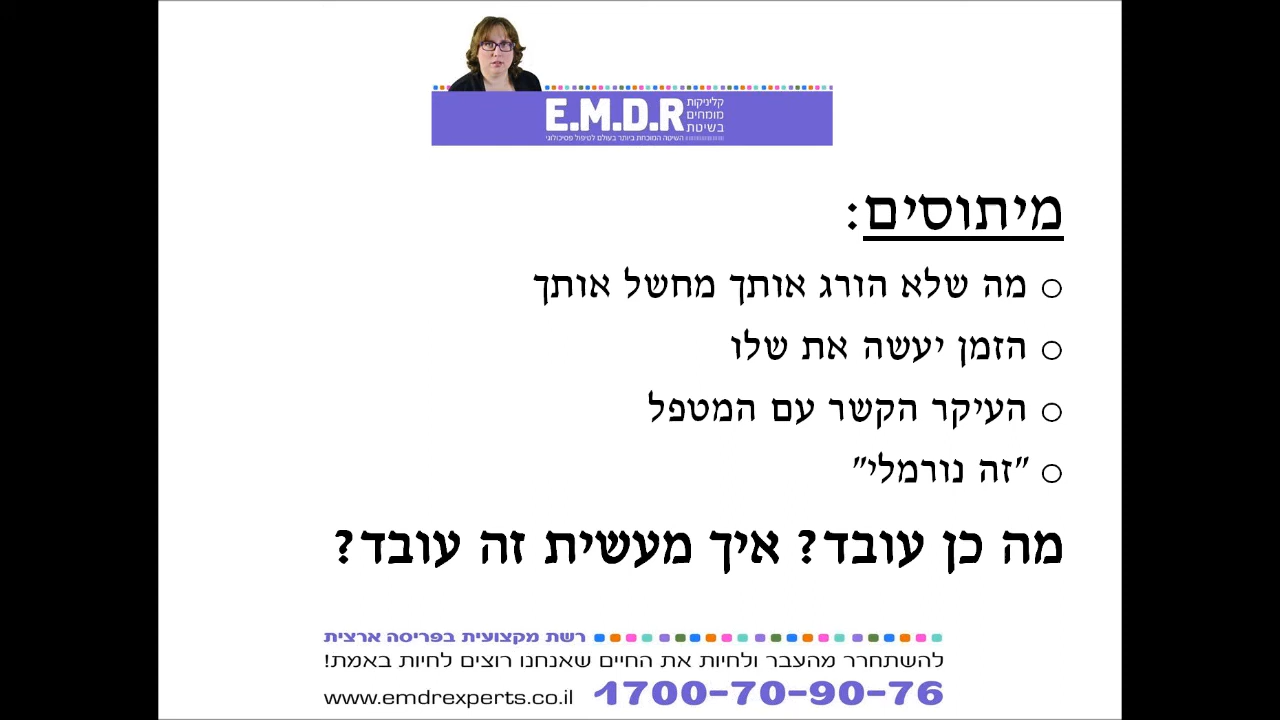 E.M.D.R קליניקות
מומחים
בשיטת
השיטה המוכחת ביותר בעולם לטיפול פסיכולוגי
מיתוסים:
○ מה שלא הורג אותך מחשל אותך
○ הזמן יעשה את שלו
○ העיקר הקשר עם המטפל
○ "זה נורמלי"
מה כן עובד? איך מעשית זה עובד?
רשת מקצועית בפריסה ארצית
להשתחרר מהעבר ולחיות את החיים שאנחנו רוצים לחיות באמת!
1700-70-90-76 www.emdrexperts.co.il